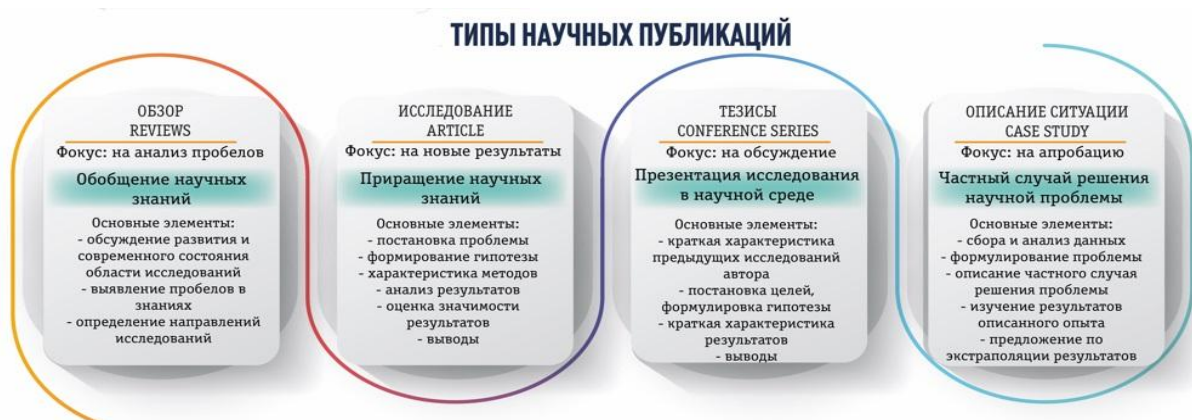 ТИПЫ НАУЧНЫХ ПУБЛИКАЦИЙ
ОБЗОР
REVIEWS
Фокус: на анализ пробелов
Обобщение научных
знаний
Основные элементы:
- обсуждение развития и
современного состояния
области исследований
- выявление пробелов в
знаниях
- определение направлений
исследований
ИССЛЕДОВАНИЕ
ARTICLE
Фокус: на новые результаты
Приращение научных
знаний
Основные элементы:
- постановка проблемы
- формирование гипотезы
- характеристика методов
- анализ результатов
- оценка значимости
результатов
- выводы
ТЕЗИСЫ
CONFERENCE SERIES
Фокус: на обсуждение
Презентация исследования
в научной среде
Основные элементы:
- краткая характеристика
предыдущих исследований
автора
- постановка целей,
формулировка гипотезы
- краткая характеристика
результатов
- выводы
ОПИСАНИЕ СИТУАЦИИ
CASE STUDY
Фокус: на апробацию
Частный случай решения
научной проблемы
Основные элементы:
- сбора и анализ данных
- формулирование проблемы
- описание частного случая
решения проблемы
- изучение результатов
описанного опыта
- предложение по
экстраполяции результатов